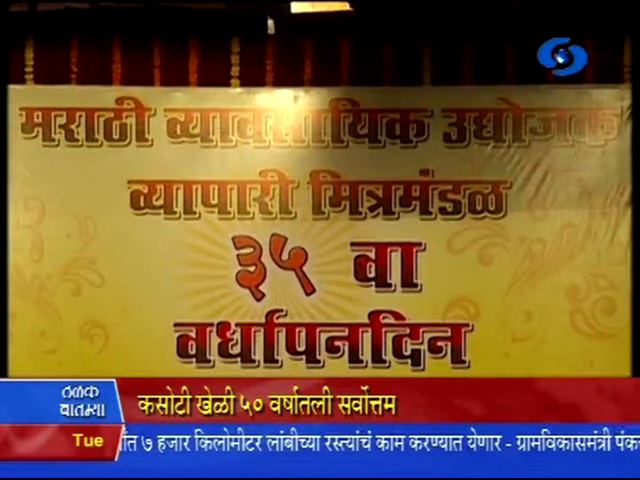 मराठी व्यावसायिक उद्योजक
व्यापारी मित्रमंडळ
३५ वा
वर्धापनदिन
ठळक
बातम्या
कसोटी खेळी ५० वर्षातली सर्वोत्तम
Tue
७ हजार किलोमीटर लांबीच्या रस्त्यांचं काम करण्यात येणार - ग्रामविकासमंत्री